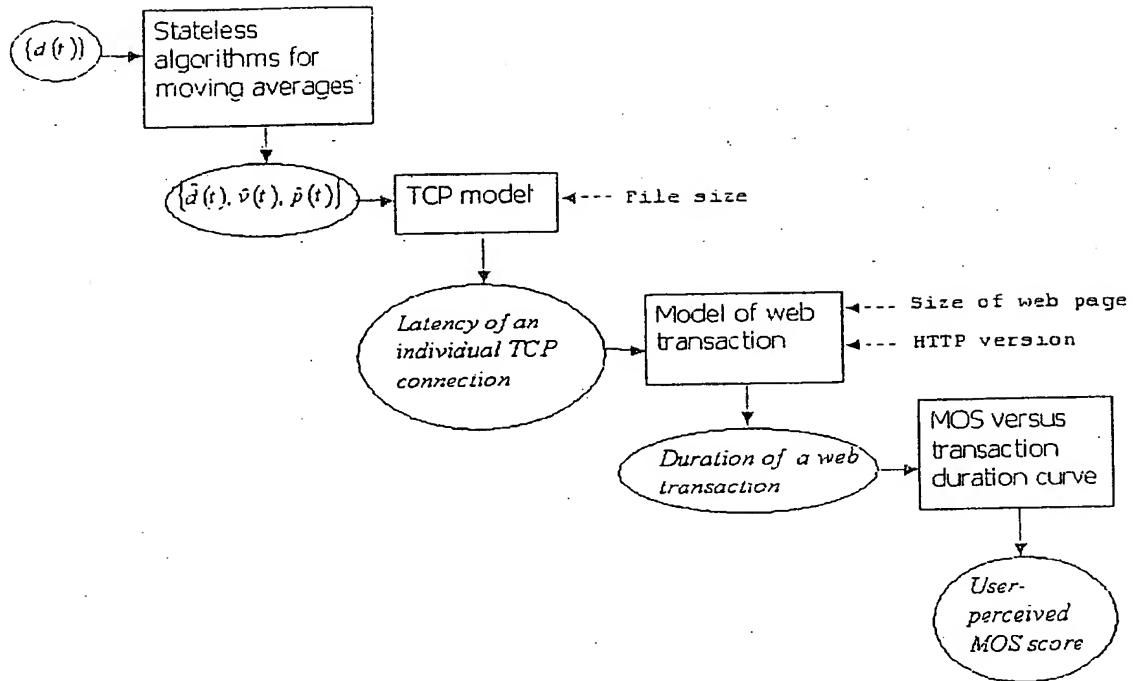 {d(t)}
Stateless
algorithms for
moving averages
{d̄(t), v̂(t), p̄(t)}
TCP model
File size
Latency of an
individual TCP
connection
Model of web
transaction
Size of web page
HTTP version
Duration of a web
transaction
MOS versus
transaction
duration curve
User-
perceived
MOS score